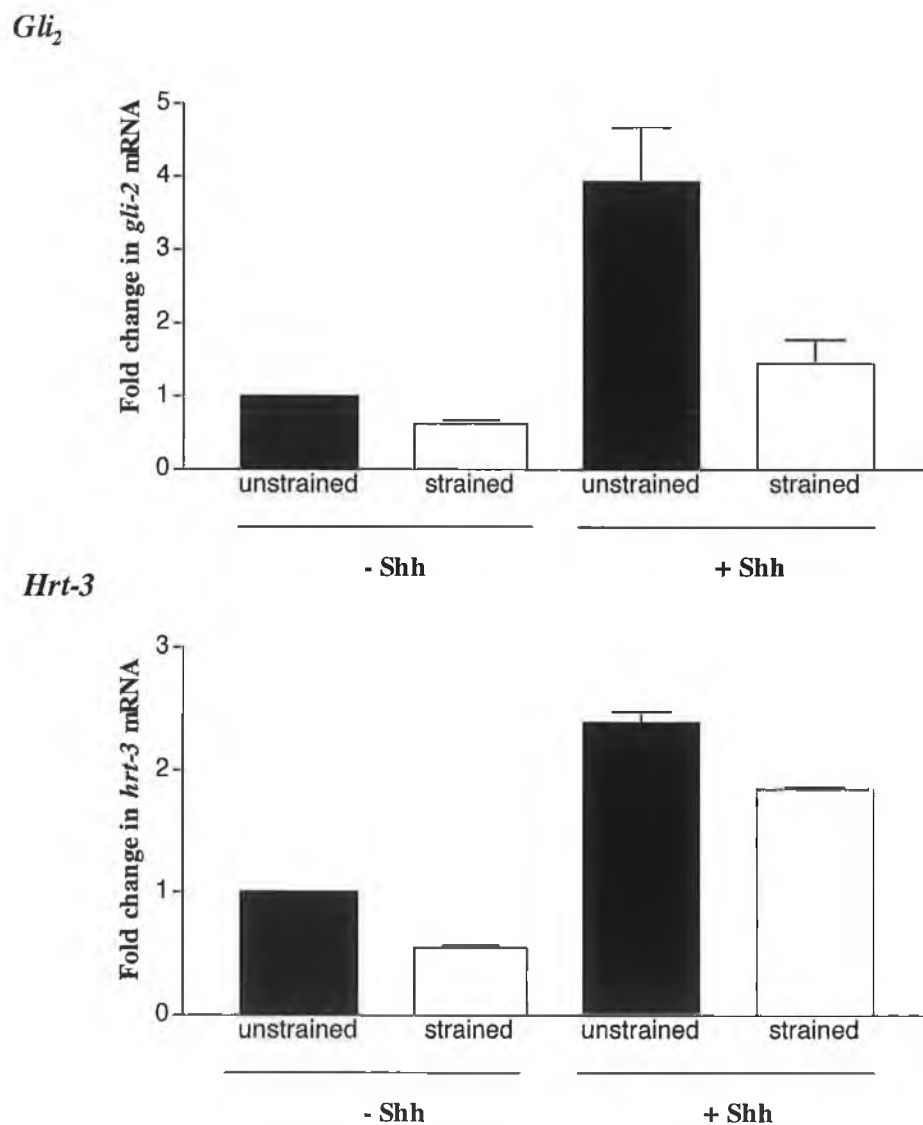 Gli2
Fold change in gli-2 mRNA
5
4
3
2
1
0
unstrained strained unstrained strained
- Shh + Shh
Hrt-3
Fold change in hrt-3 mRNA
3
2
1
0
unstrained strained unstrained strained
- Shh + Shh